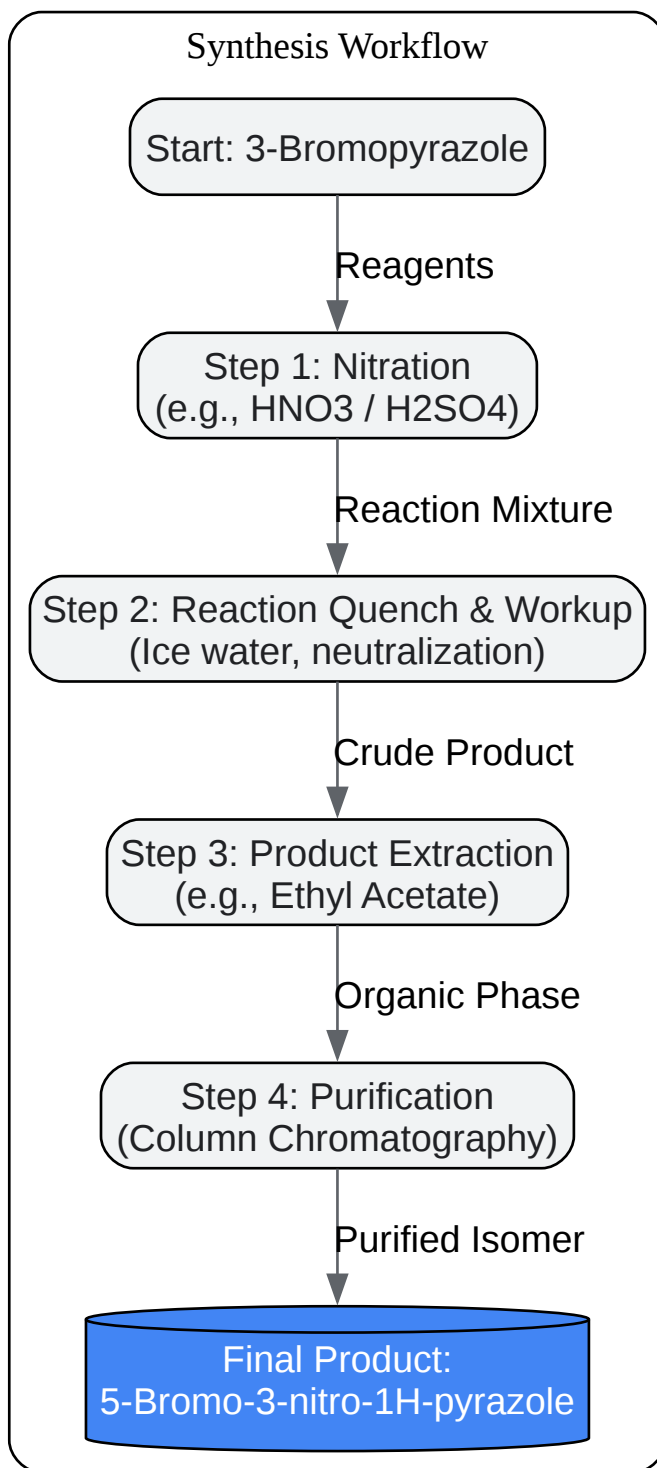 Synthesis Workflow
Start: 3-Bromopyrazole
Reagents
Step 1: Nitration
(e.g., HNO3 / H2SO4)
Reaction Mixture
Step 2: Reaction Quench & Workup
(Ice water, neutralization)
Crude Product
Step 3: Product Extraction
(e.g., Ethyl Acetate)
Organic Phase
Step 4: Purification
(Column Chromatography)
Purified Isomer
Final Product:
5-Bromo-3-nitro-1H-pyrazole